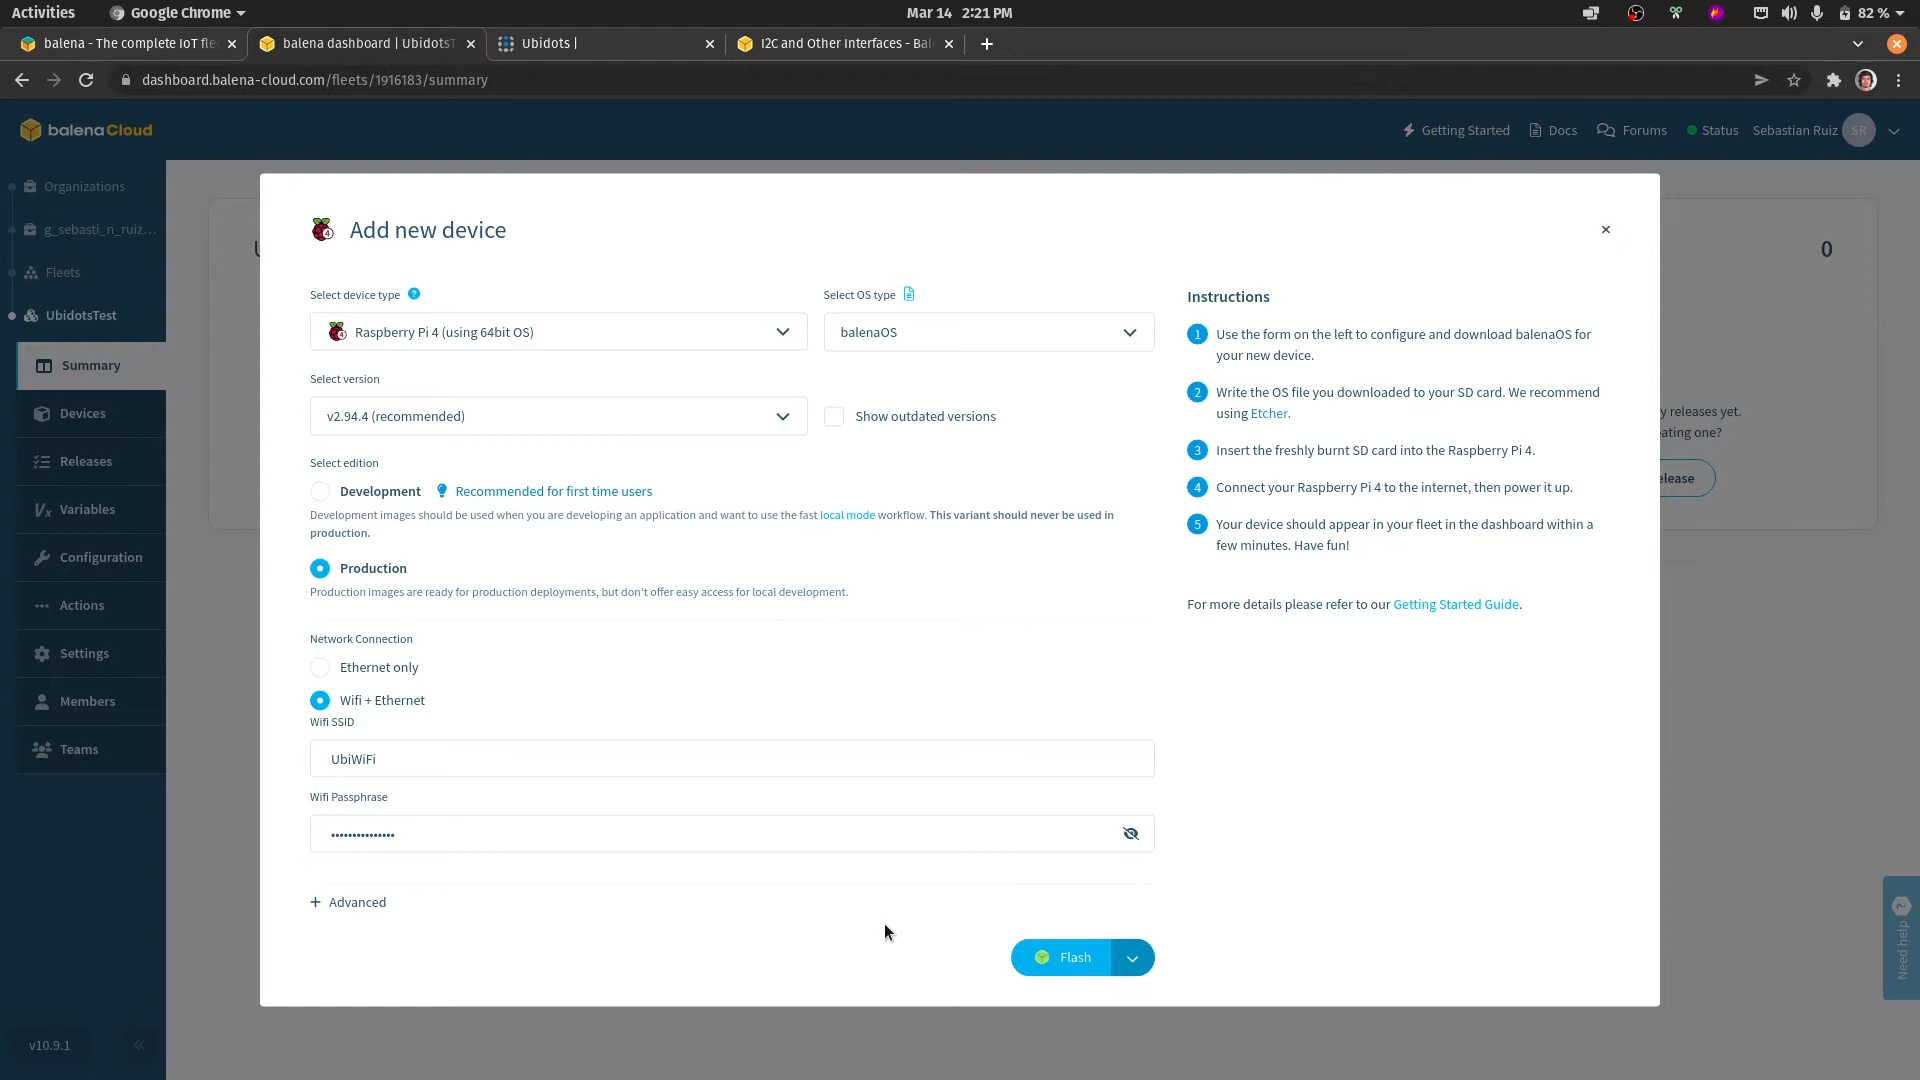 Activities
Google Chrome
Mar 14 2:21 PM
82 %
balena - The complete IoT fle
balena dashboard | UbidotsT
Ubidots |
I2C and Other Interfaces - Bal
dashboard.balena-cloud.com/fleets/1916183/summary
balenaCloud
Getting Started
Docs
Forums
Status
Sebastian Ruiz
SR
Organizations
g_sebasti_n_ruiz...
Fleets
UbidotsTest
Summary
Devices
Releases
Variables
Configuration
Actions
Settings
Members
Teams
v10.9.1
0
y releases yet.
eating one?
elease
Add new device
Select device type
Raspberry Pi 4 (using 64bit OS)
Select OS type
balenaOS
Select version
v2.94.4 (recommended)
Show outdated versions
Select edition
Development
Recommended for first time users
Development images should be used when you are developing an application and want to use the fast local mode workflow. This variant should never be used in
production.
Production
Production images are ready for production deployments, but don't offer easy access for local development.
Network Connection
Ethernet only
Wifi + Ethernet
Wifi SSID
UbiWiFi
Wifi Passphrase
•••••••••••••••
+ Advanced
Flash
Instructions
1 Use the form on the left to configure and download balenaOS for
your new device.
2 Write the OS file you downloaded to your SD card. We recommend
using Etcher.
3 Insert the freshly burnt SD card into the Raspberry Pi 4.
4 Connect your Raspberry Pi 4 to the internet, then power it up.
5 Your device should appear in your fleet in the dashboard within a
few minutes. Have fun!
For more details please refer to our Getting Started Guide.
Need help